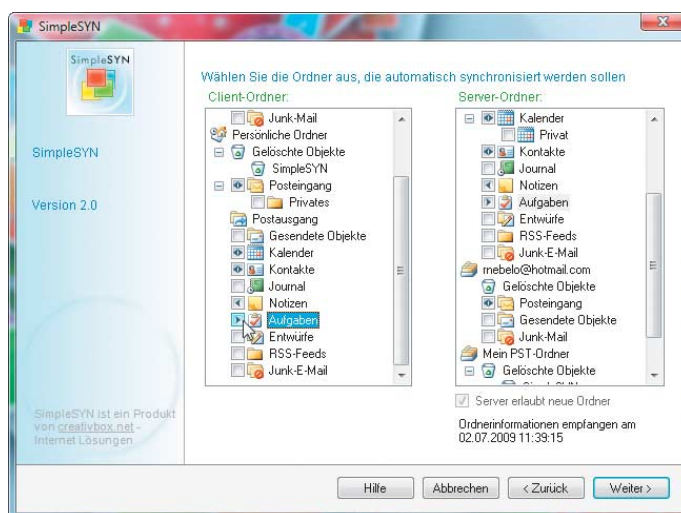 SimpleSYN
SimpleSYN
SimpleSYN
Version 2.0
SimpleSYN ist ein Produkt
von creativbox.net -
Internet Lösungen
Wählen Sie die Ordner aus, die automatisch synchronisiert werden sollen
Client-Ordner:
Junk-Mail
Persönliche Ordner
Gelöschte Objekte
SimpleSYN
Posteingang
Privates
Postausgang
Gesendete Objekte
Kalender
Kontakte
Journal
Notizen
Aufgaben
Entwürfe
RSS-Feeds
Junk-E-Mail
Server-Ordner:
Kalender
Privat
Kontakte
Journal
Notizen
Aufgaben
Entwürfe
RSS-Feeds
Junk-E-Mail
mebelo@hotmail.com
Gelöschte Objekte
Posteingang
Gesendete Objekte
Junk-Mail
Mein PST-Ordner
Gelöschte Objekte
Server erlaubt neue Ordner
Ordnerinformationen empfangen am
02.07.2009 11:39:15
Hilfe
Abbrechen
< Zurück
Weiter >